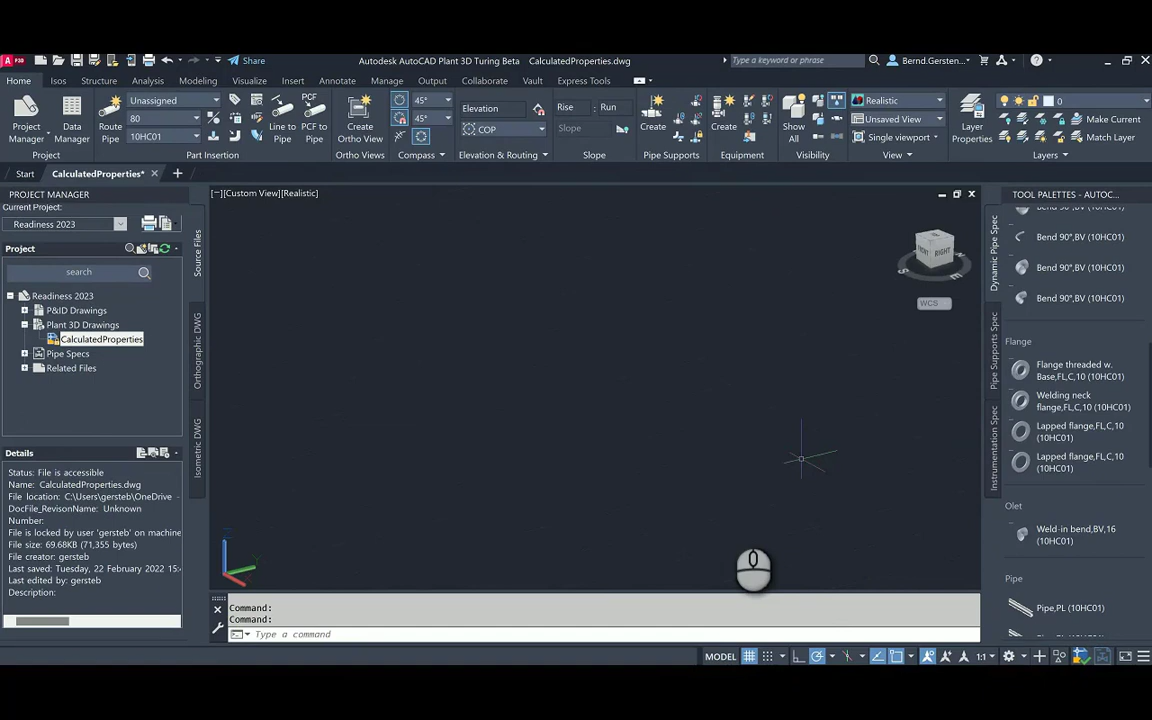 Share
Autodesk AutoCAD Plant 3D Turing Beta CalculatedProperties.dwg
Type a keyword or phrase
Bernd.Gersten...
P3D
Home Isos Structure Analysis Modeling Visualize Insert Annotate Manage Output Collaborate Vault Express Tools
Project Manager
Data Manager
Project
Route Pipe
Unassigned
80
10HC01
Line to Pipe
PCF to Pipe
PCF
Part Insertion
Create Ortho View
Ortho Views
45°
45°
Compass
Elevation
COP
Elevation & Routing
Rise : Run
Slope
Slope
Create
Pipe Supports
Create
Equipment
Show All
Visibility
Realistic
Unsaved View
Single viewport
View
Layer Properties
0
Make Current
Match Layer
Layers
Start CalculatedProperties*
PROJECT MANAGER
Current Project:
Readiness 2023
Project
search
Readiness 2023
P&ID Drawings
Plant 3D Drawings
CalculatedProperties
Pipe Specs
Related Files
Details
Status: File is accessible
Name: CalculatedProperties.dwg
File location: C:\Users\gersteb\OneDrive -
DocFile_RevisonName: Unknown
Number:
File is locked by user 'gersteb' on machine
File size: 69.68KB (71,355 bytes)
File creator: gersteb
Last saved: Tuesday, 22 February 2022 15:
Last edited by: gersteb
Description:
Source Files
Orthographic DWG
Isometric DWG
[−][Custom View][Realistic]
FRONT
RIGHT
S
E
WCS
Command:
Command:
Type a command
TOOL PALETTES - AUTOC...
Dynamic Pipe Spec
Pipe Supports Spec
Instrumentation Spec
Bend 90°,BV (10HC01)
Bend 90°,BV (10HC01)
Bend 90°,BV (10HC01)
Bend 90°,BV (10HC01)
Flange
Flange threaded w.
Base,FL,C,10 (10HC01)
Welding neck
flange,FL,C,10 (10HC01)
Lapped flange,FL,C,10
(10HC01)
Lapped flange,FL,C,10
(10HC01)
Olet
Weld-in bend,BV,16
(10HC01)
Pipe
Pipe,PL (10HC01)
MODEL
1:1